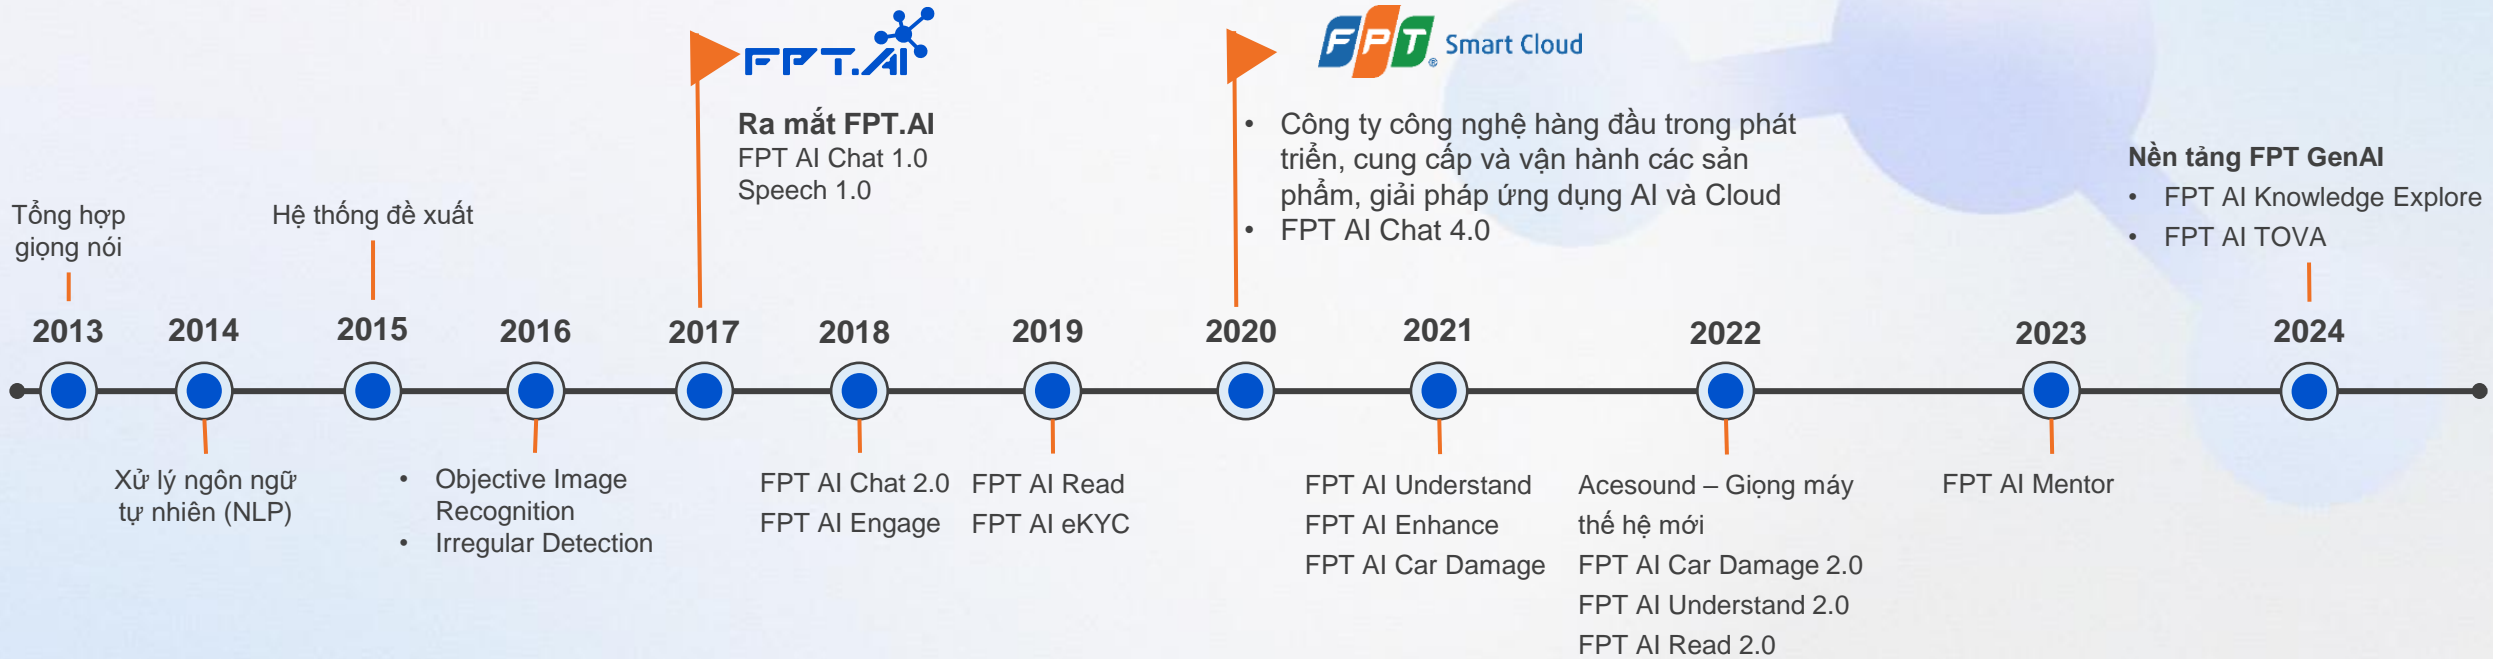 FPT.AI
Ra mắt FPT.AI
FPT AI Chat 1.0
Speech 1.0
FPT® Smart Cloud
• Công ty công nghệ hàng đầu trong phát
triển, cung cấp và vận hành các sản
phẩm, giải pháp ứng dụng AI và Cloud
• FPT AI Chat 4.0
Nền tảng FPT GenAI
• FPT AI Knowledge Explore
• FPT AI TOVA
Tổng hợp
giọng nói
Hệ thống đề xuất
2013 2014 2015 2016 2017 2018 2019 2020 2021 2022 2023 2024
Xử lý ngôn ngữ
tự nhiên (NLP)
• Objective Image
Recognition
• Irregular Detection
FPT AI Chat 2.0
FPT AI Engage
FPT AI Read
FPT AI eKYC
FPT AI Understand
FPT AI Enhance
FPT AI Car Damage
Acesound – Giọng máy
thế hệ mới
FPT AI Car Damage 2.0
FPT AI Understand 2.0
FPT AI Read 2.0
FPT AI Mentor